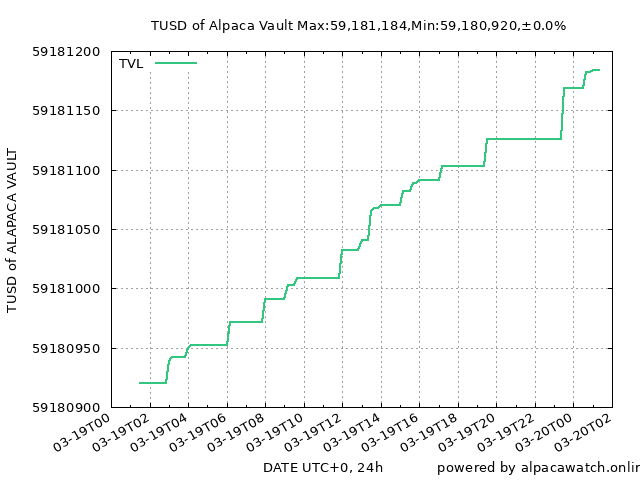 TUSD of Alpaca Vault Max:59,181,184,Min:59,180,920,±0.0%
TVL
59181200
59181150
59181100
59181050
59181000
59180950
59180900
TUSD of ALAPACA VAULT
03-19T00
03-19T02
03-19T04
03-19T06
03-19T08
03-19T10
03-19T12
03-19T14
03-19T16
03-19T18
03-19T20
03-19T22
03-20T00
03-20T02
DATE UTC+0, 24h
powered by alpacawatch.onlin